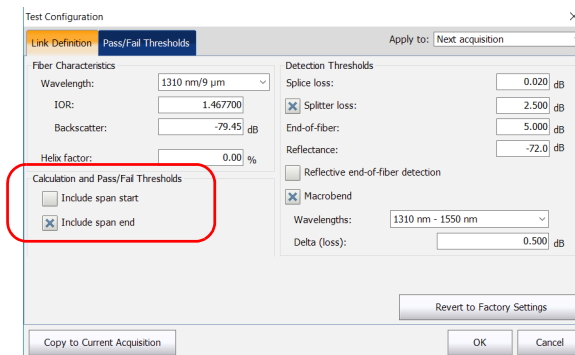 Test Configuration
Link Definition Pass/Fail Thresholds Apply to: Next acquisition
Fiber Characteristics
Wavelength: 1310 nm/9 µm
IOR: 1.467700
Backscatter: -79.45 dB
Helix factor: 0.00 %
Calculation and Pass/Fail Thresholds
Include span start
Include span end
Detection Thresholds
Splice loss: 0.020 dB
Splitter loss: 2.500 dB
End-of-fiber: 5.000 dB
Reflectance: -72.0 dB
Reflective end-of-fiber detection
Macrobend
Wavelengths: 1310 nm - 1550 nm
Delta (loss): 0.500 dB
Revert to Factory Settings
Copy to Current Acquisition OK Cancel